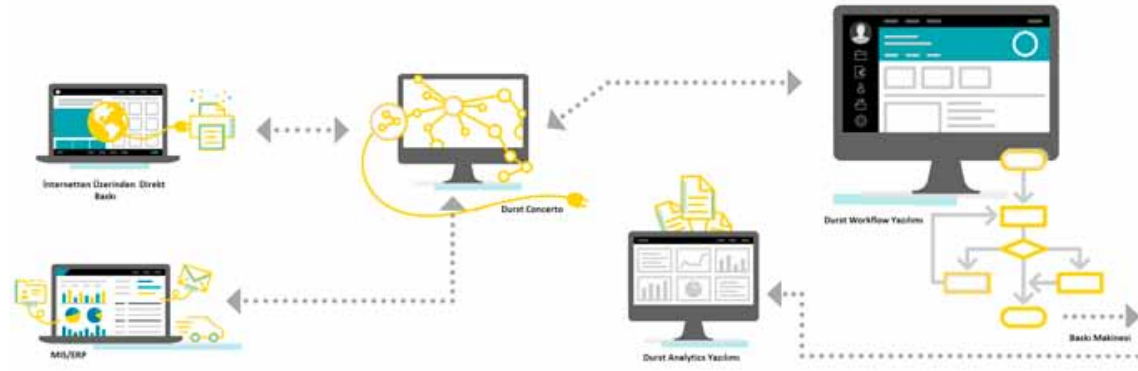 İnternetten Üzerinden Direkt
Baskı
Durst Concerto
Durst Workflow Yazılımı
MIS/ERP
Durst Analytics Yazılımı
Baskı Makinesi